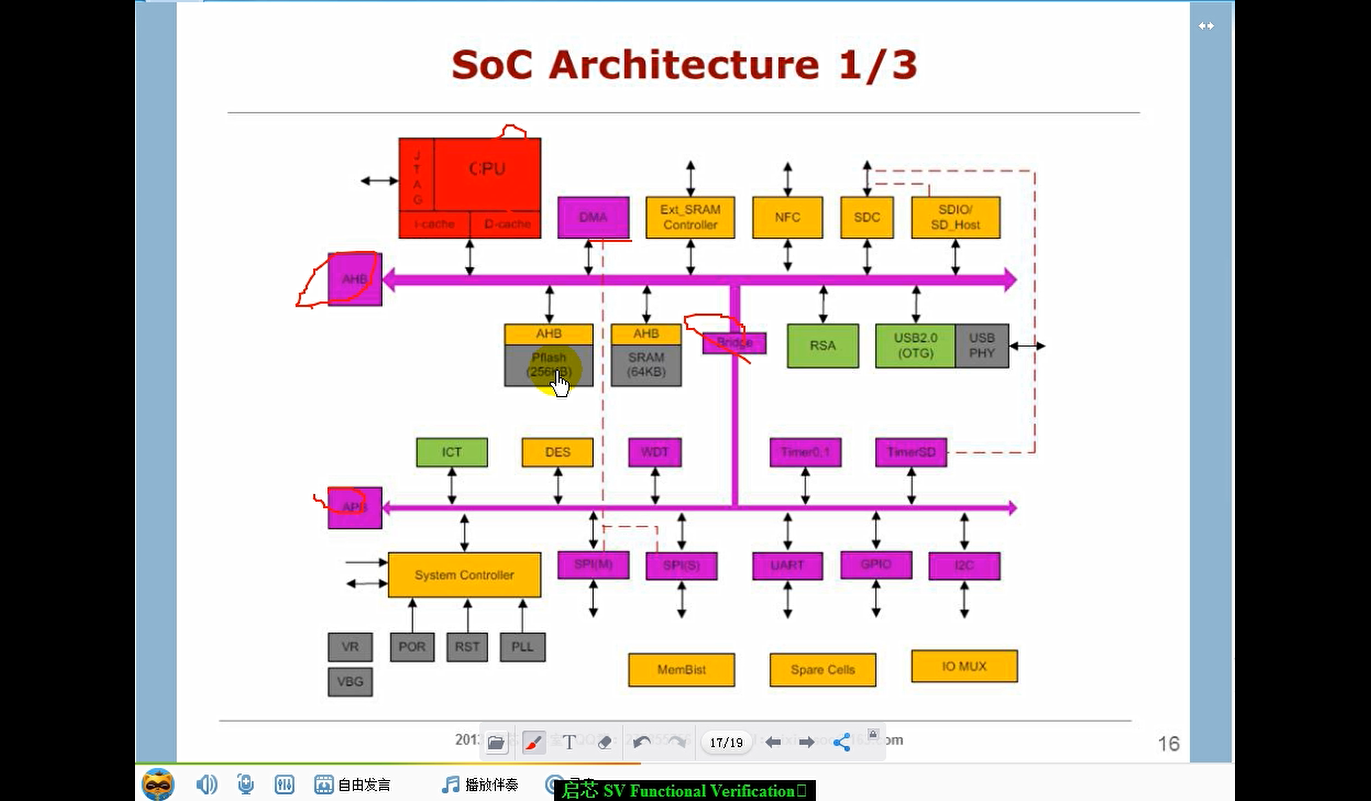 SoC Architecture 1/3
JTAG
CPU
I-cache
D-cache
DMA
Ext_SRAM
Controller
NFC
SDC
SDIO/
SD_Host
AHB
AHB
Pflash
(256KB)
AHB
SRAM
(64KB)
Bridge
RSA
USB2.0
(OTG)
USB
PHY
ICT
DES
WDT
Timer0,1
TimerSD
APB
System Controller
SPI(M)
SPI(S)
UART
GPIO
I2C
VR
POR
RST
PLL
VBG
MemBist
Spare Cells
IO MUX
T
17/19
16
自由发言
播放伴奏
启芯 SV Functional Verification